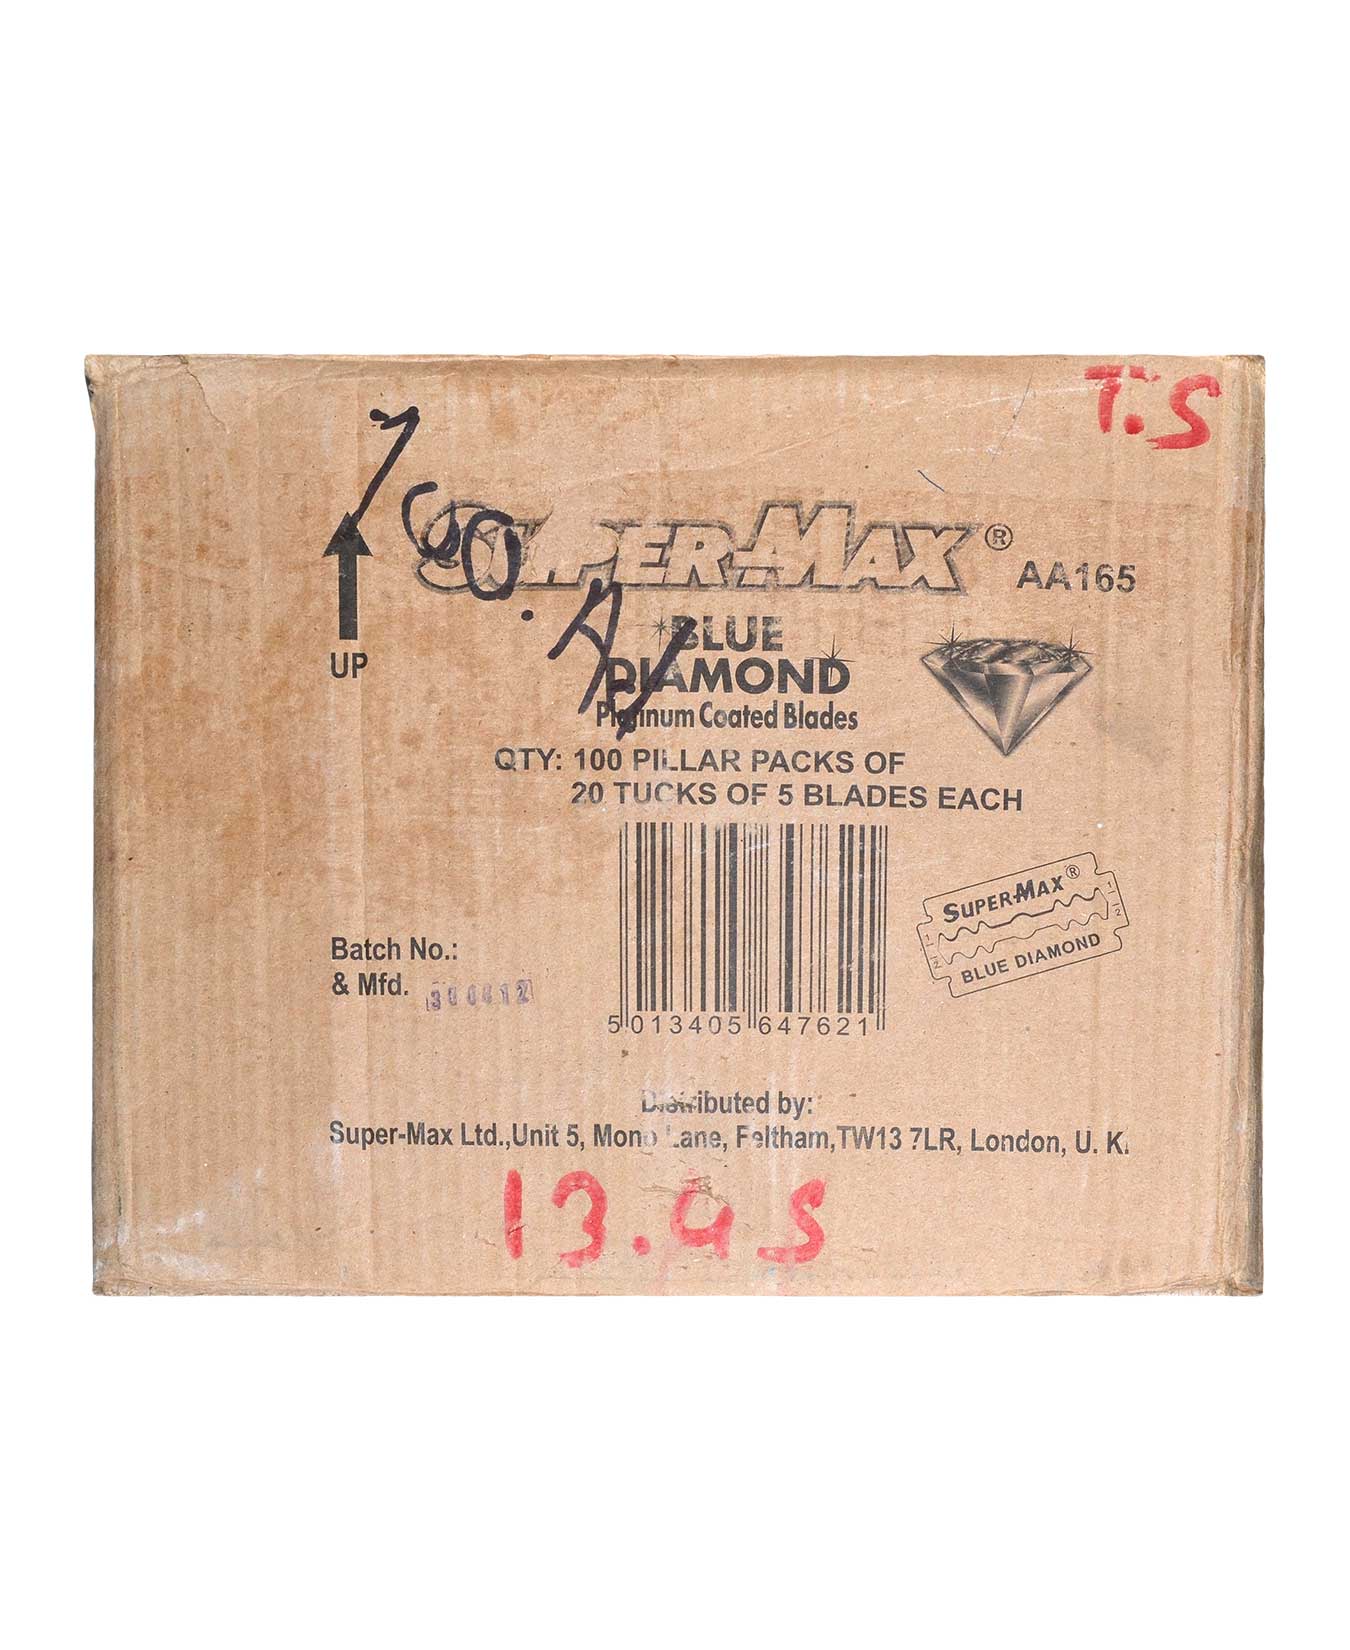 T.S
SUPER-MAX®
AA165
UP
BLUE
DIAMOND
Platinum Coated Blades
QTY: 100 PILLAR PACKS OF
20 TUCKS OF 5 BLADES EACH
SUPER-MAX®
BLUE DIAMOND
Batch No.:
& Mfd.
5 013405 647621
Distributed by:
Super-Max Ltd.,Unit 5, Mono Lane, Feltham,TW13 7LR, London, U. K.